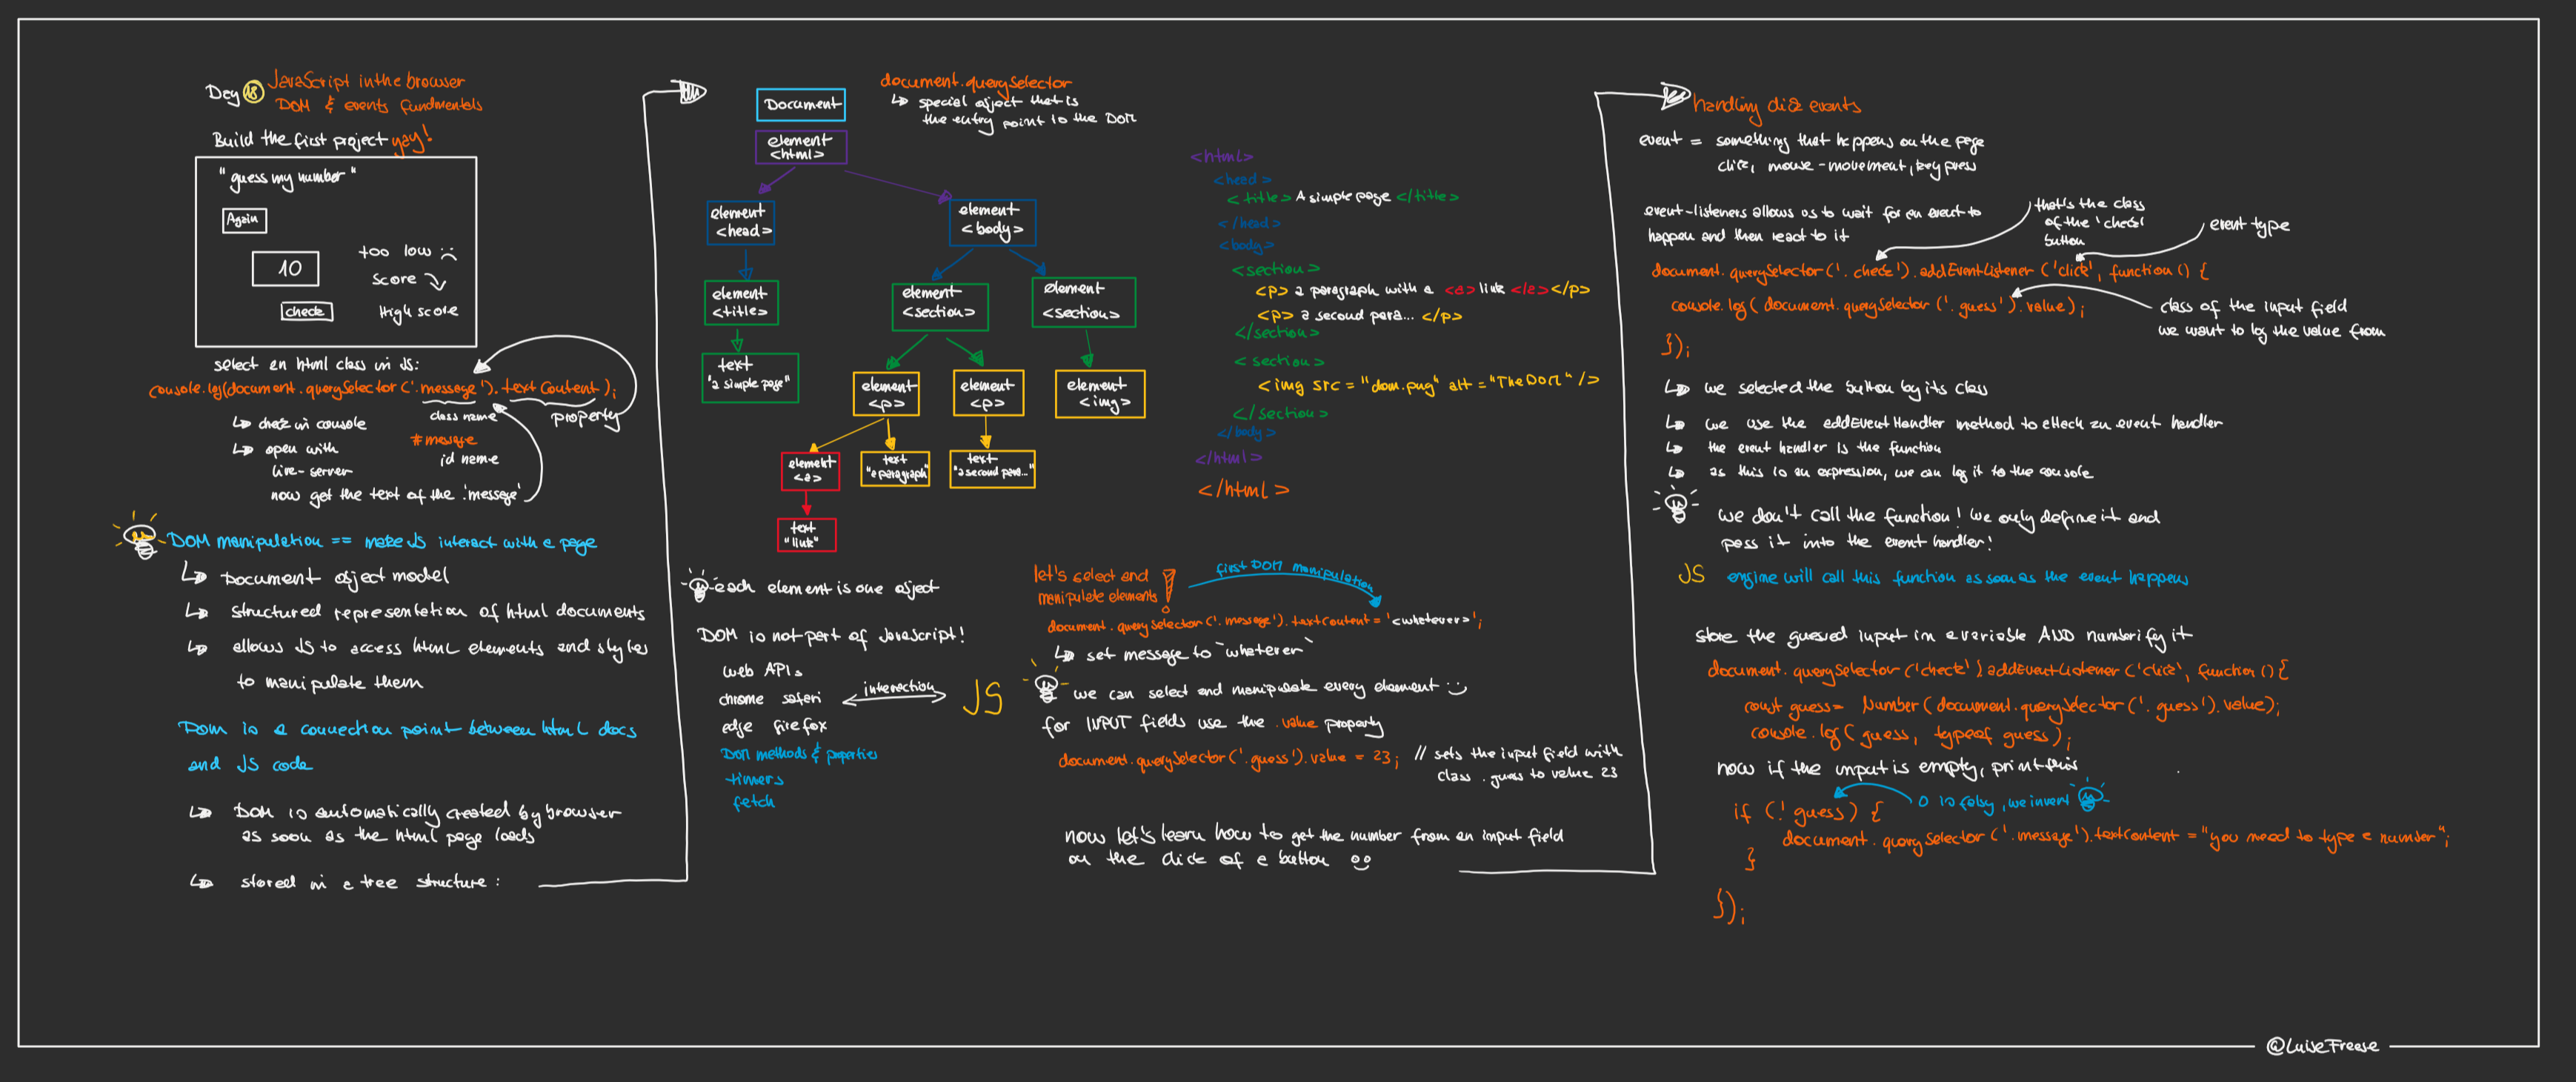 Day 18 JavaScript in the browser
DOM & events fundmentals
Build the first project yay!
"guess my number"
Again
10
too low :(
score
check
High score
select an html class in JS:
console.log(document.querySelector('.message').textContent);
class name
property
↳ check in console
#message
id name
↳ open with
live-server
now get the text of the 'message'
DOM manipulation == make JS interact with a page
↳ Document object model
↳ structured representation of html documents
↳ allows JS to access html elements and styles
to manipulate them
DOM is a connection point between html docs
and JS code
↳ DOM is automatically created by browser
as soon as the html page loads
↳ stored in a tree structure:
Document
element
<html>
element
<head>
element
<body>
element
<title>
element
<section>
element
<section>
text
"a simple page"
element
<p>
element
<p>
element
<img>
element
<a>
text
"a paragraph"
text
"a second para..."
text
"link"
document.querySelector
↳ special object that is
the entry point to the DOM
<html>
<head>
<title> A simple page </title>
</head>
<body>
<section>
<p> a paragraph with a <a> link </a> </p>
<p> a second para... </p>
</section>
<section>
<img src = "dom.png" alt = "The DOM" />
</section>
</body>
</html>
</html>
each element is one object
DOM is not part of JavaScript!
web APIs
chrome safari
edge firefox
interaction
JS
DOM methods & properties
timers
fetch
let's select and
manipulate elements!
first DOM manipulation
document.querySelector('.message').textContent = '<whatever>';
↳ set message to `whatever`
we can select and manipulate every element :)
for INPUT fields use the .value property
document.querySelector('.guess').value = 23;
// sets the input field with
class .guess to value 23
now let's learn how to get the number from an input field
on the click of a button :)
handling click events
event = something that happens on the page
click, mouse-movement, key press
event-listeners allows us to wait for an event to
happen and then react to it
that's the class
of the 'check'
button
event type
document.querySelector('.check').addEventListener('click', function() {
console.log(document.querySelector('.guess').value);
});
class of the input field
we want to log the value from
↳ we selected the button by its class
↳ we use the addEventHandler method to attach an event handler
↳ the event handler is the function
↳ as this is an expression, we can log it to the console
we don't call the function! we only define it and
pass it into the event handler!
JS engine will call this function as soon as the event happens
store the guessed input in a variable AND numberify it
document.querySelector('check').addEventListener('click', function() {
const guess = Number(document.querySelector('.guess').value);
console.log(guess, typeof guess);
now if the input is empty, print this
if (!guess) {
0 is falsy, we invert
document.querySelector('.message').textContent = "you need to type a number";
}
});
@LuiseFreese